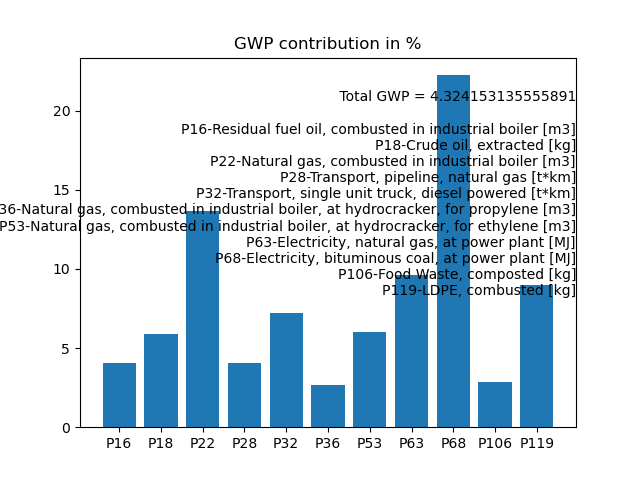 GWP contribution in %
Total GWP = 4.324153135555891
P16-Residual fuel oil, combusted in industrial boiler [m3]
P18-Crude oil, extracted [kg]
P22-Natural gas, combusted in industrial boiler [m3]
P28-Transport, pipeline, natural gas [t*km]
P32-Transport, single unit truck, diesel powered [t*km]
36-Natural gas, combusted in industrial boiler, at hydrocracker, for propylene [m3]
P53-Natural gas, combusted in industrial boiler, at hydrocracker, for ethylene [m3]
P63-Electricity, natural gas, at power plant [MJ]
P68-Electricity, bituminous coal, at power plant [MJ]
P106-Food Waste, composted [kg]
P119-LDPE, combusted [kg]
20
15
10
5
0
P16 P18 P22 P28 P32 P36 P53 P63 P68 P106 P119